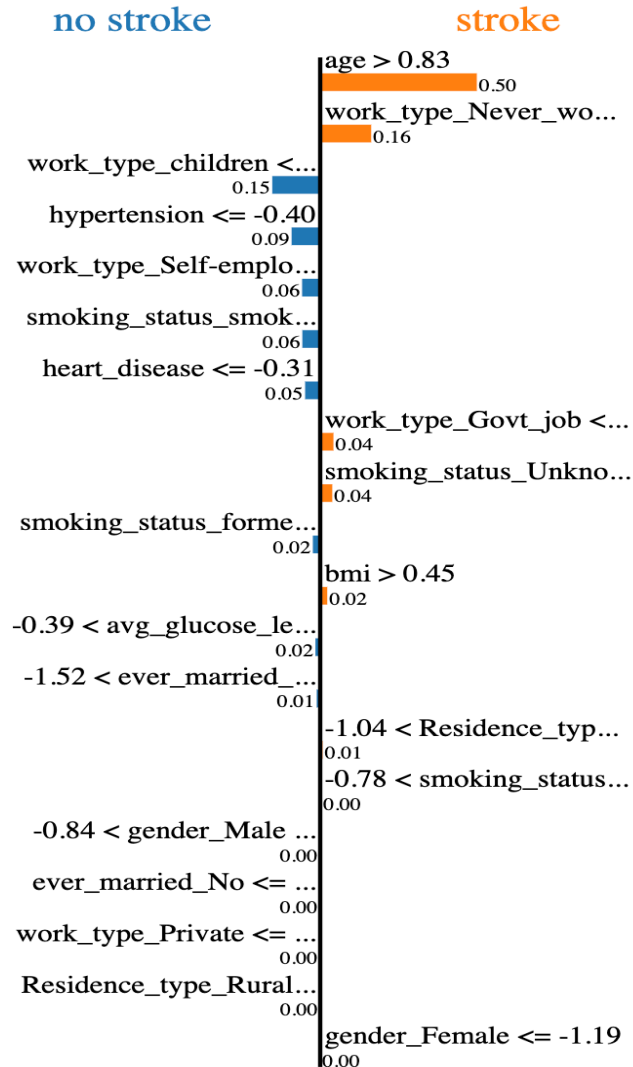 no stroke
stroke
age > 0.83
0.50
work_type_Never_wo...
0.16
work_type_children <...
0.15
hypertension <= -0.40
0.09
work_type_Self-emplo...
0.06
smoking_status_smok...
0.06
heart_disease <= -0.31
0.05
work_type_Govt_job <...
0.04
smoking_status_Unkno...
0.04
smoking_status_forme...
0.02
bmi > 0.45
0.02
-0.39 < avg_glucose_le...
0.02
-1.52 < ever_married_...
0.01
-1.04 < Residence_typ...
0.01
-0.78 < smoking_status...
0.00
-0.84 < gender_Male ...
0.00
ever_married_No <= ...
0.00
work_type_Private <= ...
0.00
Residence_type_Rural...
0.00
gender_Female <= -1.19
0.00